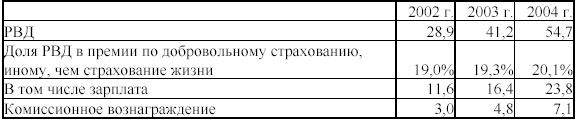 2002 г. 2003 г. 2004 г.
РВД 28,9 41,2 54,7
Доля РВД в премии по добровольному страхованию,
иному, чем страхование жизни 19,0% 19,3% 20,1%
В том числе зарплата 11,6 16,4 23,8
Комиссионное вознаграждение 3,0 4,8 7,1